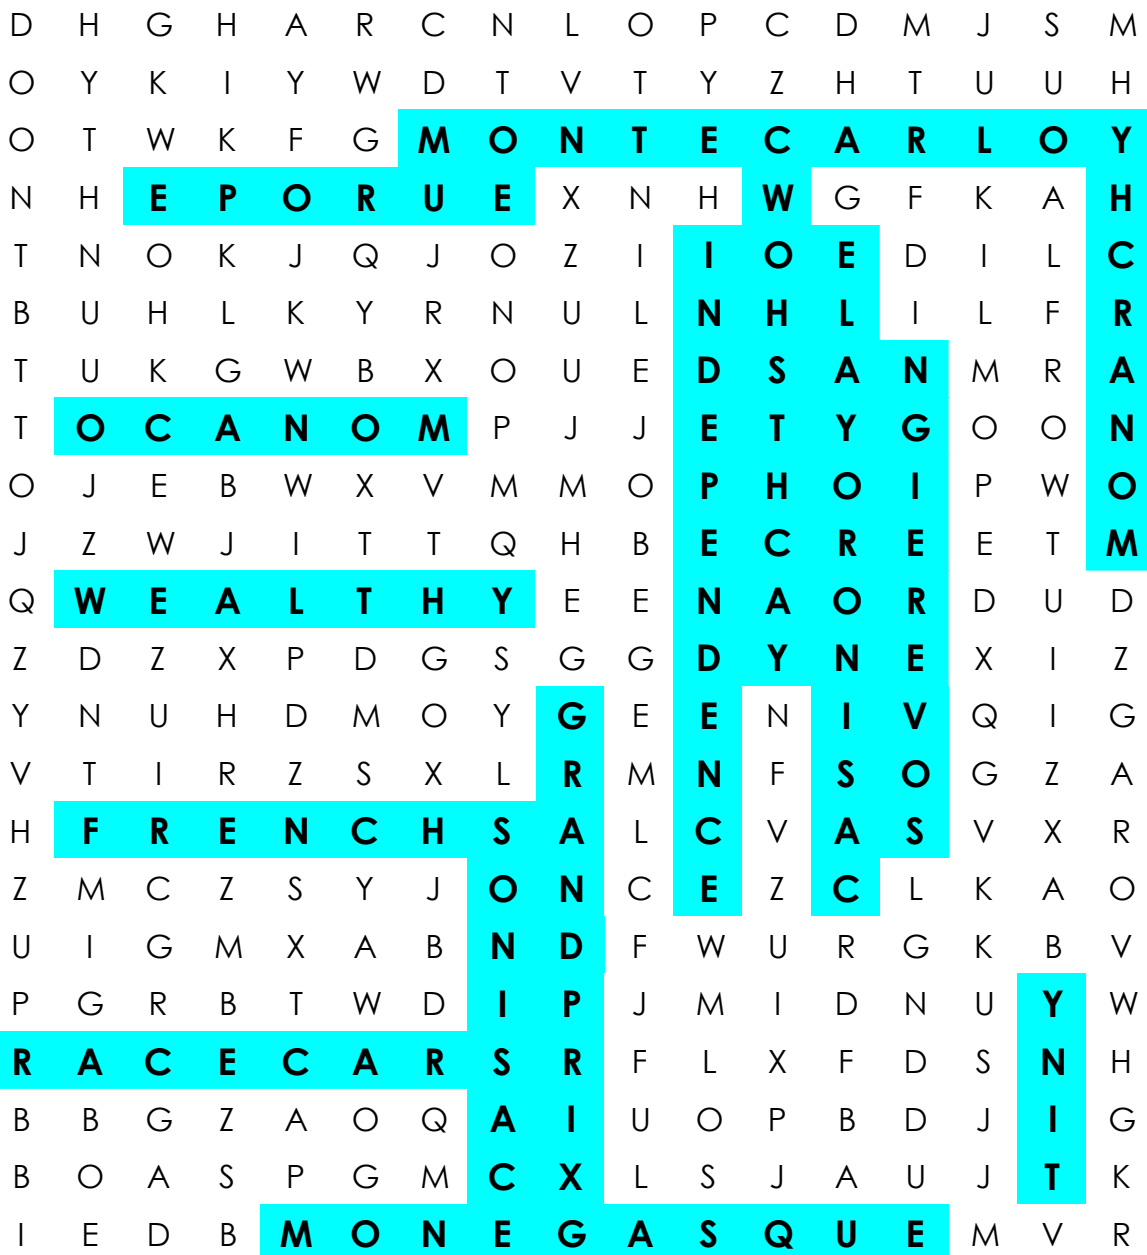 D H G H A R C N L O P C D M J S M
O Y K I Y W D T V T Y Z H T U U H
O T W K F G M O N T E C A R L O Y
N H E P O R U E X N H W G F K A H
T N O K J Q J O Z I I O E D I L C
B U H L K Y R N U L N H L I L F R
T U K G W B X O U E D S A N M R A
T O C A N O M P J J E T Y G O O N
O J E B W X V M M O P H O I P W O
J Z W J I T T Q H B E C R E E T M
Q W E A L T H Y E E N A O R D U D
Z D Z X P D G S G G D Y N E X I Z
Y N U H D M O Y G E E N I V Q I G
V T I R Z S X L R M N F S O G Z A
H F R E N C H S A L C V A S V X R
Z M C Z S Y J O N C E Z C L K A O
U I G M X A B N D F W U R G K B V
P G R B T W D I P J M I D N U Y W
R A C E C A R S R F L X F D S N H
B B G Z A O Q A I U O P B D J I G
B O A S P G M C X L S J A U J T K
I E D B M O N E G A S Q U E M V R